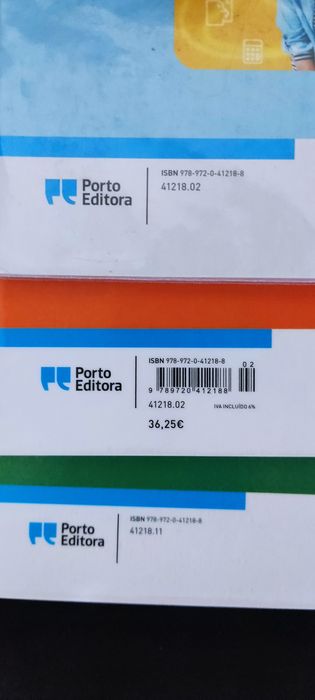 ISBN 978-972-0-41218-8
Porto
Editora
41218.02
ISBN 978-972-0-41218-8
0 2
Porto
Editora
9 789720 412188
41218.02
IVA INCLUÍDO 6%
36,25€
ISBN 978-972-0-41218-8
Porto
Editora
41218.11